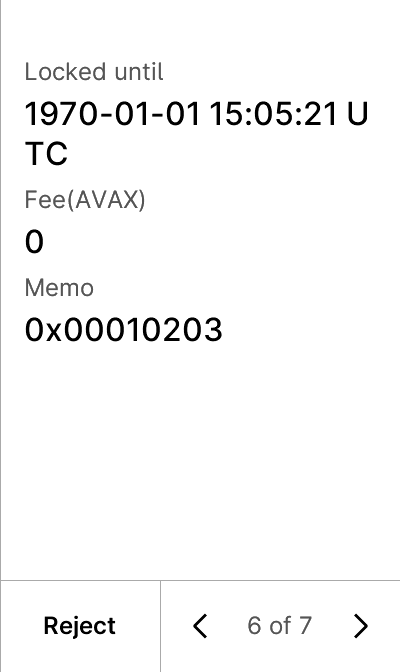 Locked until
1970-01-01 15:05:21 U
TC
Fee(AVAX)
0
Memo
0x00010203
Reject
6 of 7